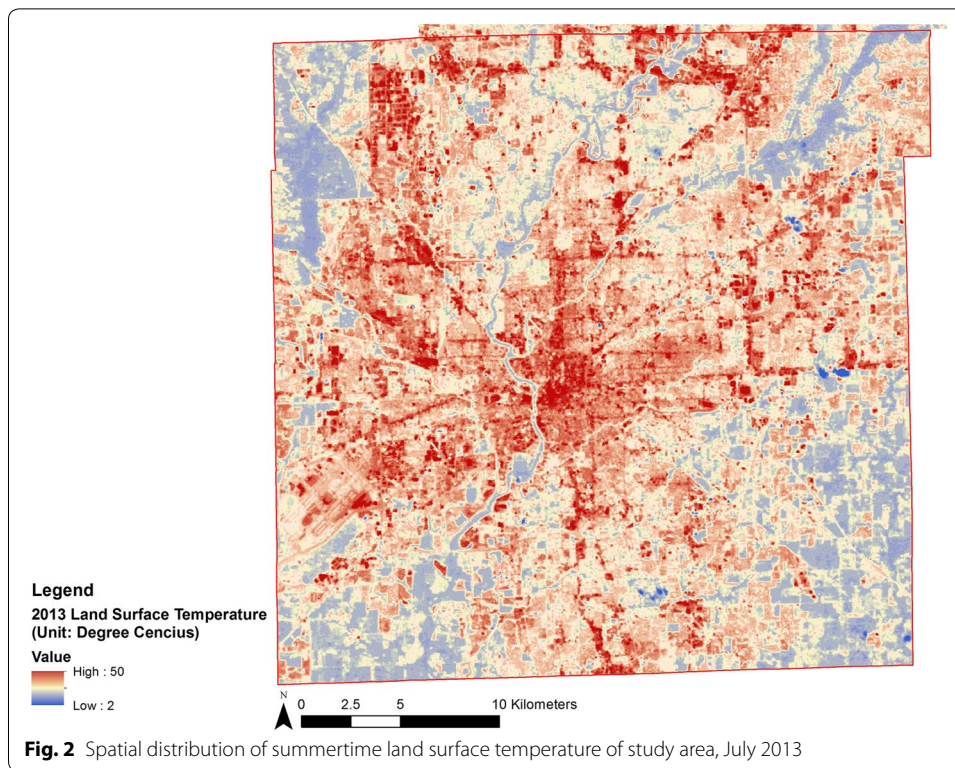 Legend
2013 Land Surface Temperature
(Unit: Degree Cencius)
Value
High : 50
Low : 2
N
0 2.5 5 10 Kilometers
Fig. 2 Spatial distribution of summertime land surface temperature of study area, July 2013